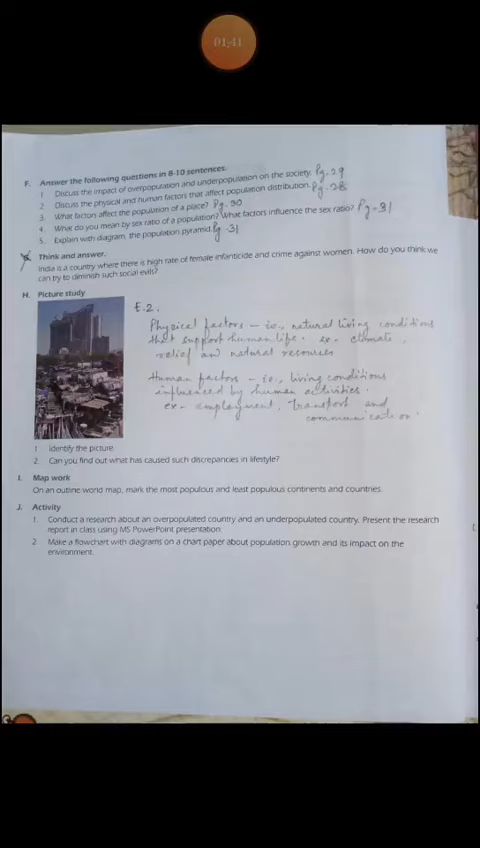 01:41
F. Answer the following questions in 8-10 sentences.
1. Discuss the impact of overpopulation and underpopulation on the society. Pg. 29
2. Discuss the physical and human factors that affect population distribution. Pg. 28
3. What factors affect the population of a place? Pg. 30
4. What do you mean by sex ratio of a population? What factors influence the sex ratio? Pg - 31
5. Explain with diagram, the population pyramid. Pg 31
Think and answer.
India is a country where there is high rate of female infanticide and crime against women. How do you think we
can try to diminish such social evils?
H. Picture study
E.2.
Physical factors - i.e., natural living conditions
that support human life. ex. climate,
relief and natural resources
Human factors - i.e., living conditions
influenced by human activities.
ex - employment, transport and
communication.
1 Identify the picture.
2. Can you find out what has caused such discrepancies in lifestyle?
I. Map work
On an outline world map, mark the most populous and least populous continents and countries.
J. Activity
1. Conduct a research about an overpopulated country and an underpopulated country. Present the research
report in class using MS PowerPoint presentation.
2 Make a flowchart with diagrams on a chart paper about population growth and its impact on the
environment.